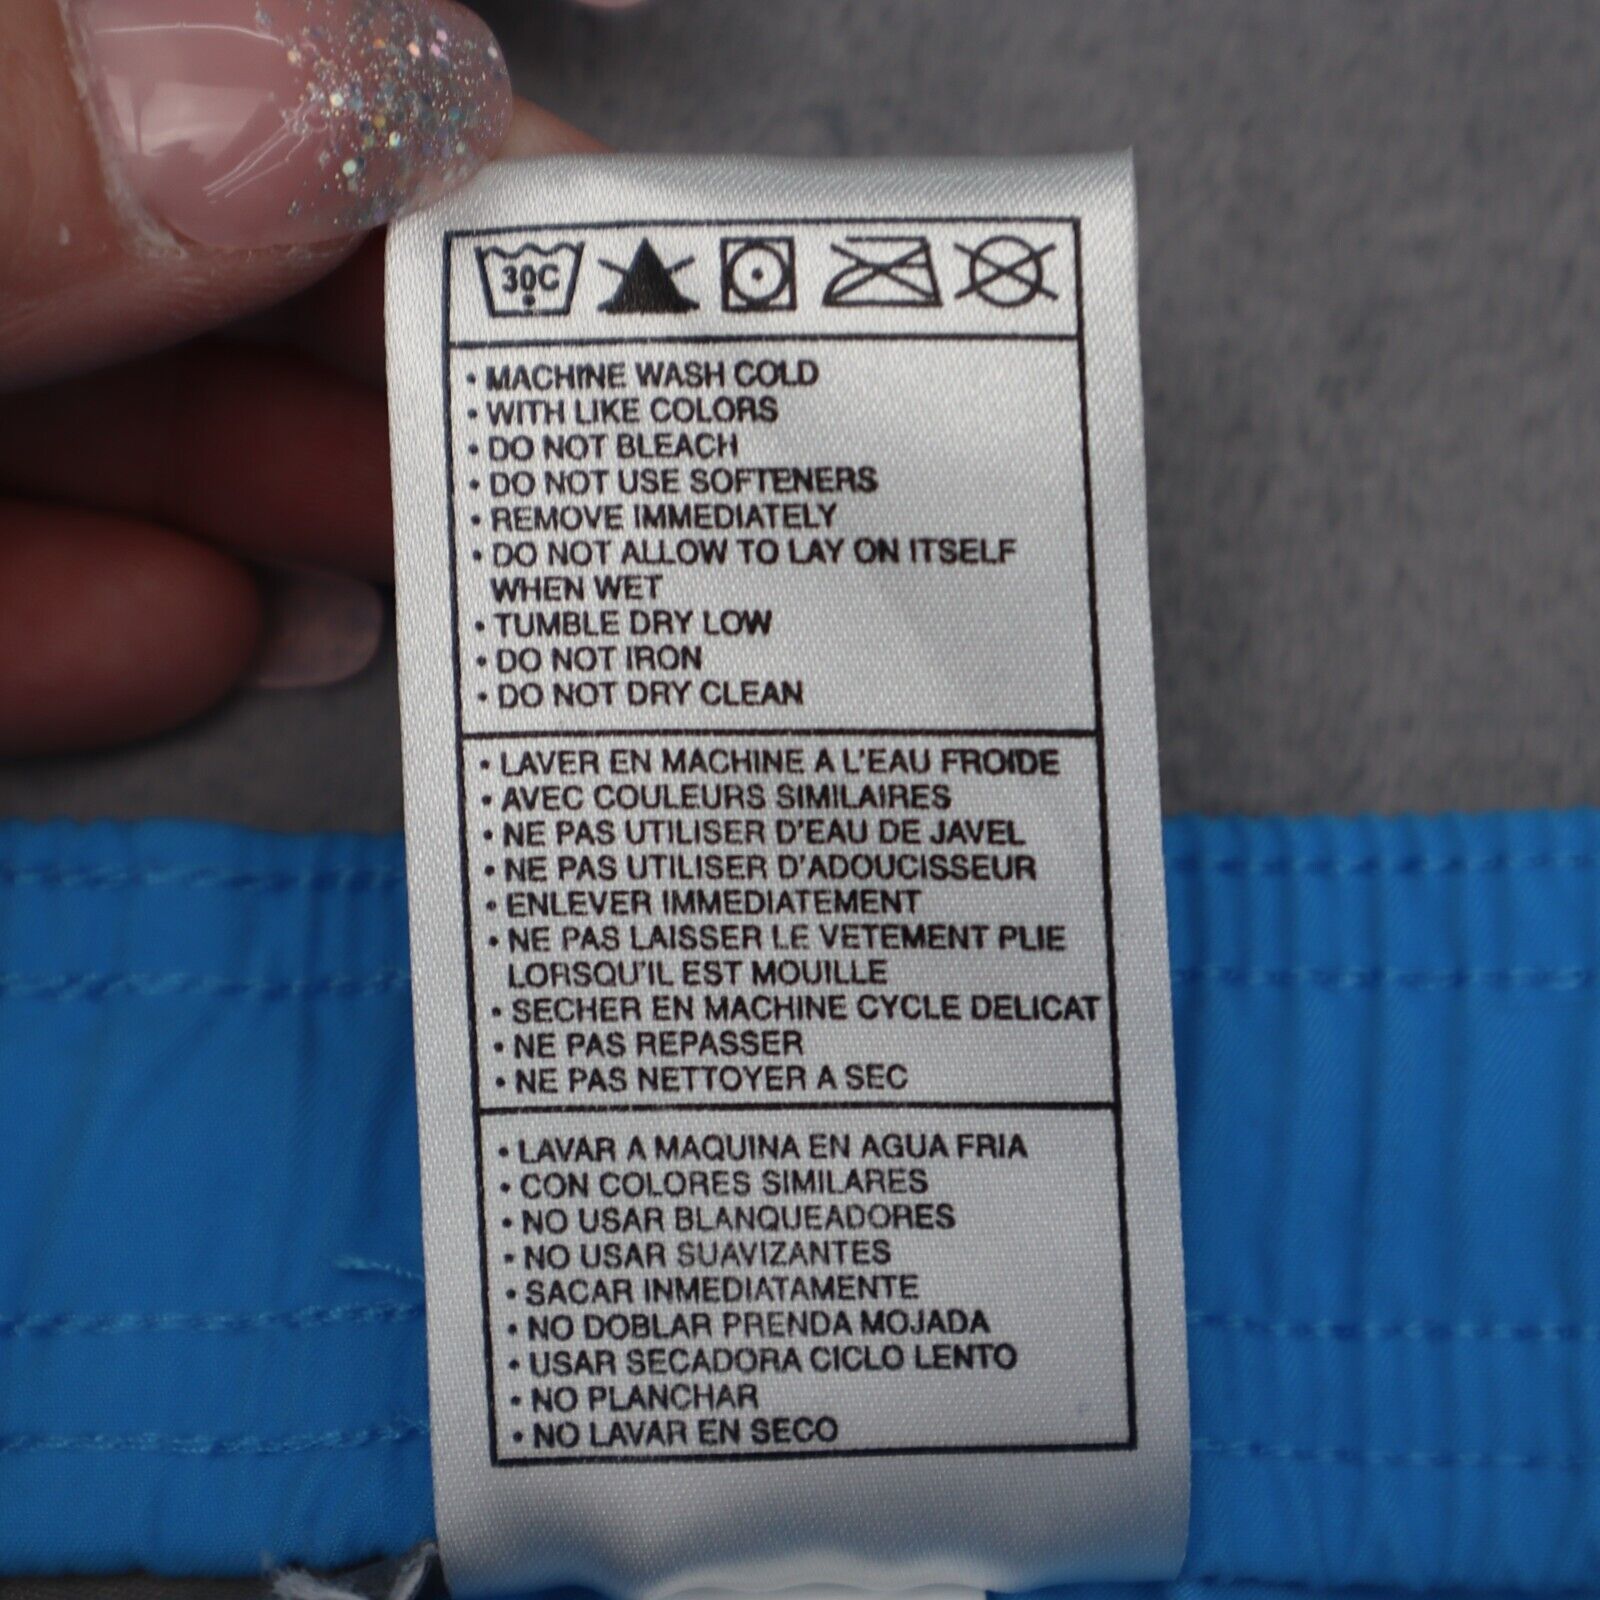 30C
• MACHINE WASH COLD
• WITH LIKE COLORS
• DO NOT BLEACH
• DO NOT USE SOFTENERS
• REMOVE IMMEDIATELY
• DO NOT ALLOW TO LAY ON ITSELF
WHEN WET
• TUMBLE DRY LOW
• DO NOT IRON
• DO NOT DRY CLEAN
• LAVER EN MACHINE A L'EAU FROIDE
• AVEC COULEURS SIMILAIRES
• NE PAS UTILISER D'EAU DE JAVEL
• NE PAS UTILISER D'ADOUCISSEUR
• ENLEVER IMMEDIATEMENT
• NE PAS LAISSER LE VETEMENT PLIE
LORSQU'IL EST MOUILLE
• SECHER EN MACHINE CYCLE DELICAT
• NE PAS REPASSER
• NE PAS NETTOYER A SEC
• LAVAR A MAQUINA EN AGUA FRIA
• CON COLORES SIMILARES
• NO USAR BLANQUEADORES
• NO USAR SUAVIZANTES
• SACAR INMEDIATAMENTE
• NO DOBLAR PRENDA MOJADA
• USAR SECADORA CICLO LENTO
• NO PLANCHAR
• NO LAVAR EN SECO